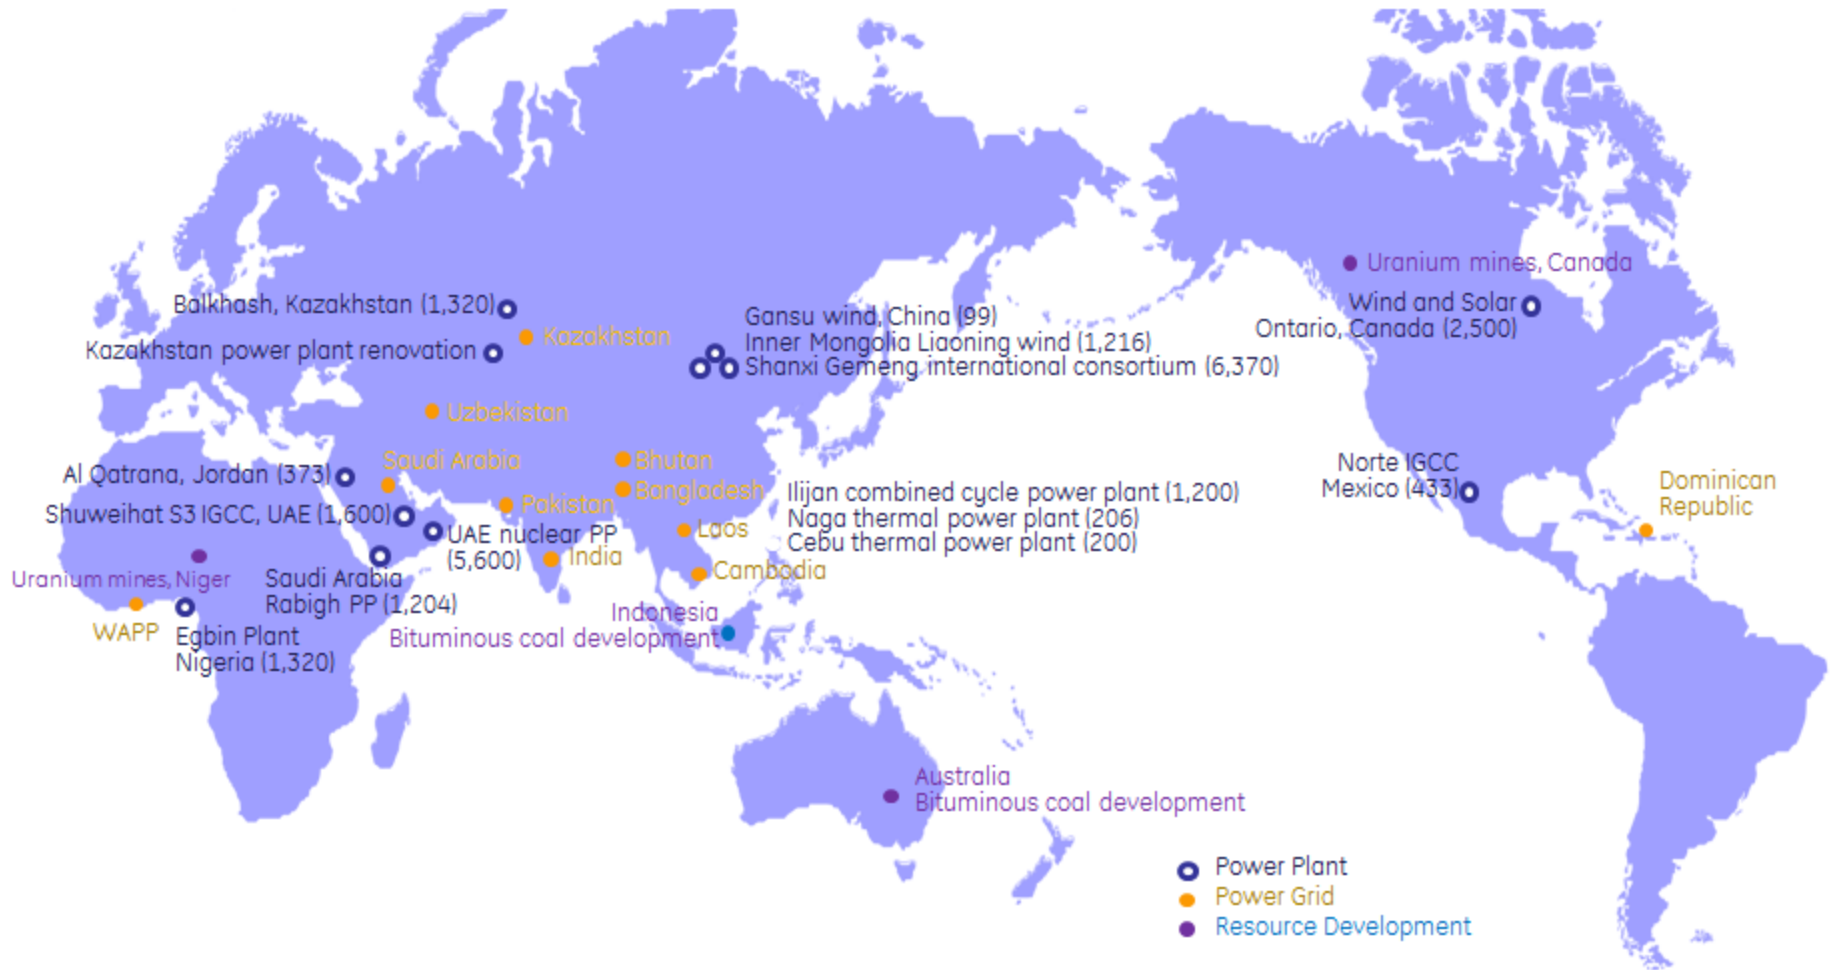 Uranium mines, Canada
Balkhash, Kazakhstan (1,320)
Wind and Solar
Ontario, Canada (2,500)
Gansu wind, China (99)
Inner Mongolia Liaoning wind (1,216)
Shanxi Gemeng international consortium (6,370)
Kazakhstan
Kazakhstan power plant renovation
Uzbekistan
Saudi Arabia
Bhutan
Al Qatrana, Jordan (373)
Norte IGCC
Mexico (433)
Dominican
Republic
Bangladesh
Pakistan
Ilijan combined cycle power plant (1,200)
Naga thermal power plant (206)
Cebu thermal power plant (200)
Shuweihat S3 IGCC, UAE (1,600)
UAE nuclear PP
(5,600)
Laos
India
Cambodia
Uranium mines, Niger
Saudi Arabia
Rabigh PP (1,204)
WAPP
Egbin Plant
Nigeria (1,320)
Indonesia
Bituminous coal development
Australia
Bituminous coal development
Power Plant
Power Grid
Resource Development